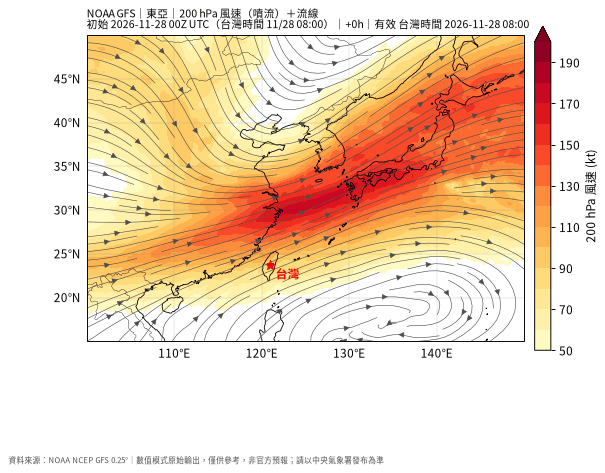 NOAA GFS｜東亞｜200 hPa 風速（噴流）＋流線
初始 2026-11-28 00Z UTC（台灣時間 11/28 08:00）｜+0h｜有效 台灣時間 2026-11-28 08:00
45°N
40°N
35°N
30°N
25°N
20°N
110°E
120°E
130°E
140°E
台灣
190
170
150
130
110
90
70
50
200 hPa 風速 (kt)
資料來源：NOAA NCEP GFS 0.25°｜數值模式原始輸出，僅供參考，非官方預報；請以中央氣象署發布為準